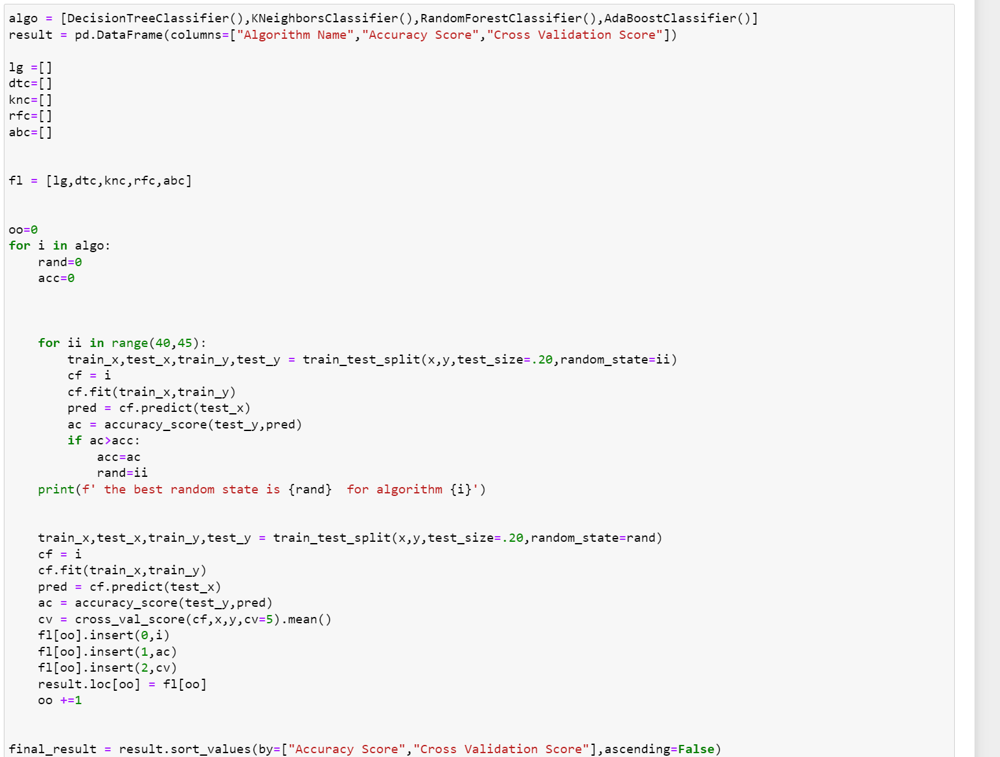 algo = [DecisionTreeClassifier(),KNeighborsClassifier(),RandomForestClassifier(),AdaBoostClassifier()]
result = pd.DataFrame(columns=["Algorithm Name","Accuracy Score","Cross Validation Score"])

lg =[]
dtc=[]
knc=[]
rfc=[]
abc=[]


fl = [lg,dtc,knc,rfc,abc]


oo=0
for i in algo:
    rand=0
    acc=0



    for ii in range(40,45):
        train_x,test_x,train_y,test_y = train_test_split(x,y,test_size=.20,random_state=ii)
        cf = i
        cf.fit(train_x,train_y)
        pred = cf.predict(test_x)
        ac = accuracy_score(test_y,pred)
        if ac>acc:
            acc=ac
            rand=ii
    print(f' the best random state is {rand}  for algorithm {i}')


    train_x,test_x,train_y,test_y = train_test_split(x,y,test_size=.20,random_state=rand)
    cf = i
    cf.fit(train_x,train_y)
    pred = cf.predict(test_x)
    ac = accuracy_score(test_y,pred)
    cv = cross_val_score(cf,x,y,cv=5).mean()
    fl[oo].insert(0,i)
    fl[oo].insert(1,ac)
    fl[oo].insert(2,cv)
    result.loc[oo] = fl[oo]
    oo +=1


final_result = result.sort_values(by=["Accuracy Score","Cross Validation Score"],ascending=False)